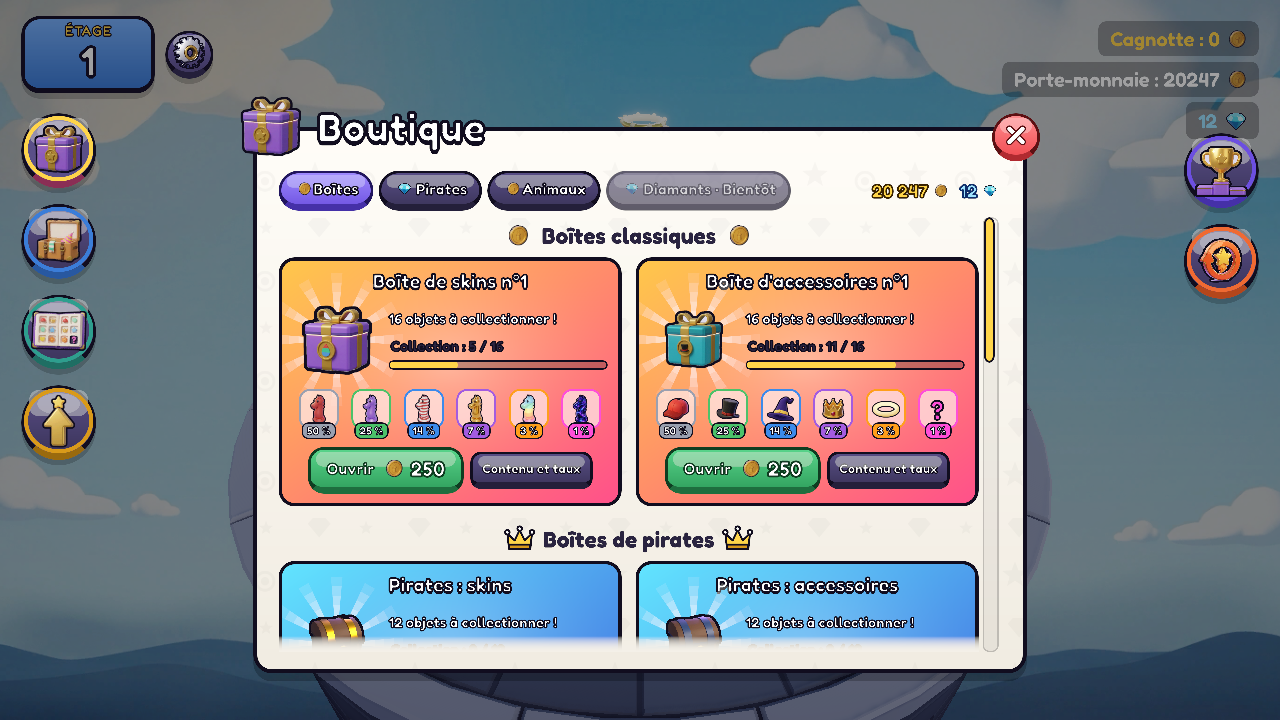 ÉTAGE
1
Cagnotte : 0
Porte-monnaie : 20247
12
Boutique
Boîtes
Pirates
Animaux
Diamants · Bientôt
20 247
12
Boîtes classiques
Boîte de skins n°1
16 objets à collectionner !
Collection : 5 / 16
50 %
25 %
14 %
7 %
3 %
1 %
Ouvrir 250
Contenu et taux
Boîte d'accessoires n°1
16 objets à collectionner !
Collection : 11 / 16
?
50 %
25 %
14 %
7 %
3 %
1 %
Ouvrir 250
Contenu et taux
Boîtes de pirates
Pirates : skins
12 objets à collectionner !
Pirates : accessoires
12 objets à collectionner !